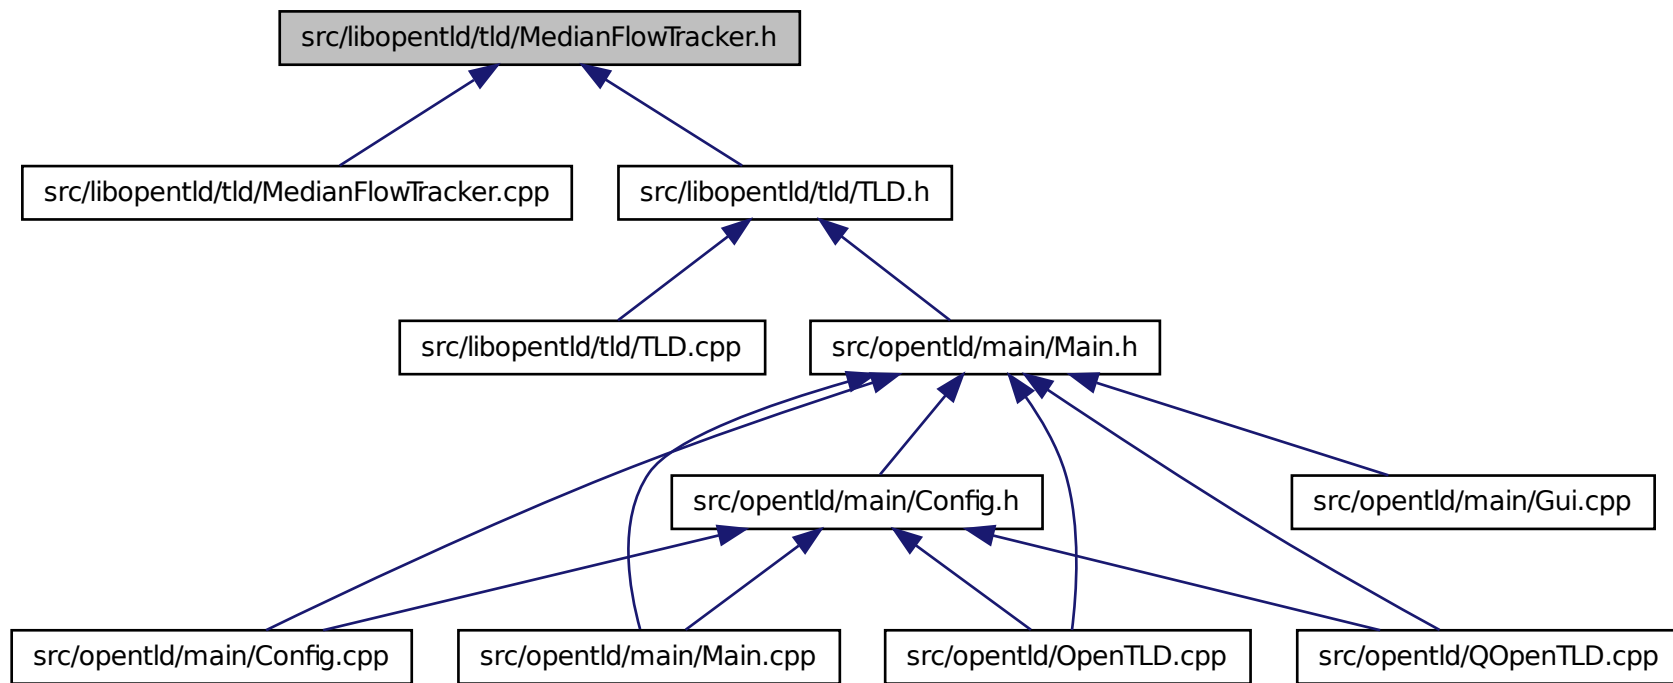 src/libopentld/tld/MedianFlowTracker.h
src/libopentld/tld/MedianFlowTracker.cpp
src/libopentld/tld/TLD.h
src/libopentld/tld/TLD.cpp
src/opentld/main/Main.h
src/opentld/main/Config.h
src/opentld/main/Gui.cpp
src/opentld/main/Config.cpp
src/opentld/main/Main.cpp
src/opentld/OpenTLD.cpp
src/opentld/QOpenTLD.cpp